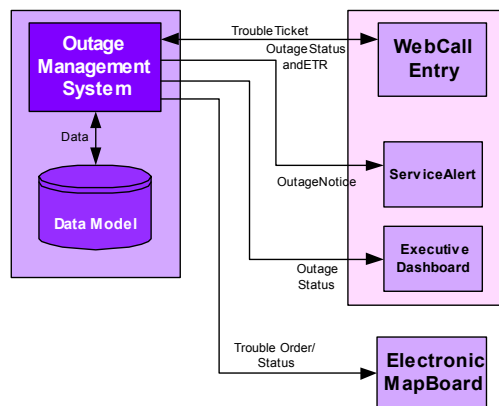 Outage
Management
System
TroubleTicket
OutageStatus
andETR
WebCall
Entry
Data
Data Model
OutageNotice
ServiceAlert
Outage
Status
Executive
Dashboard
Trouble Order/
Status
Electronic
MapBoard